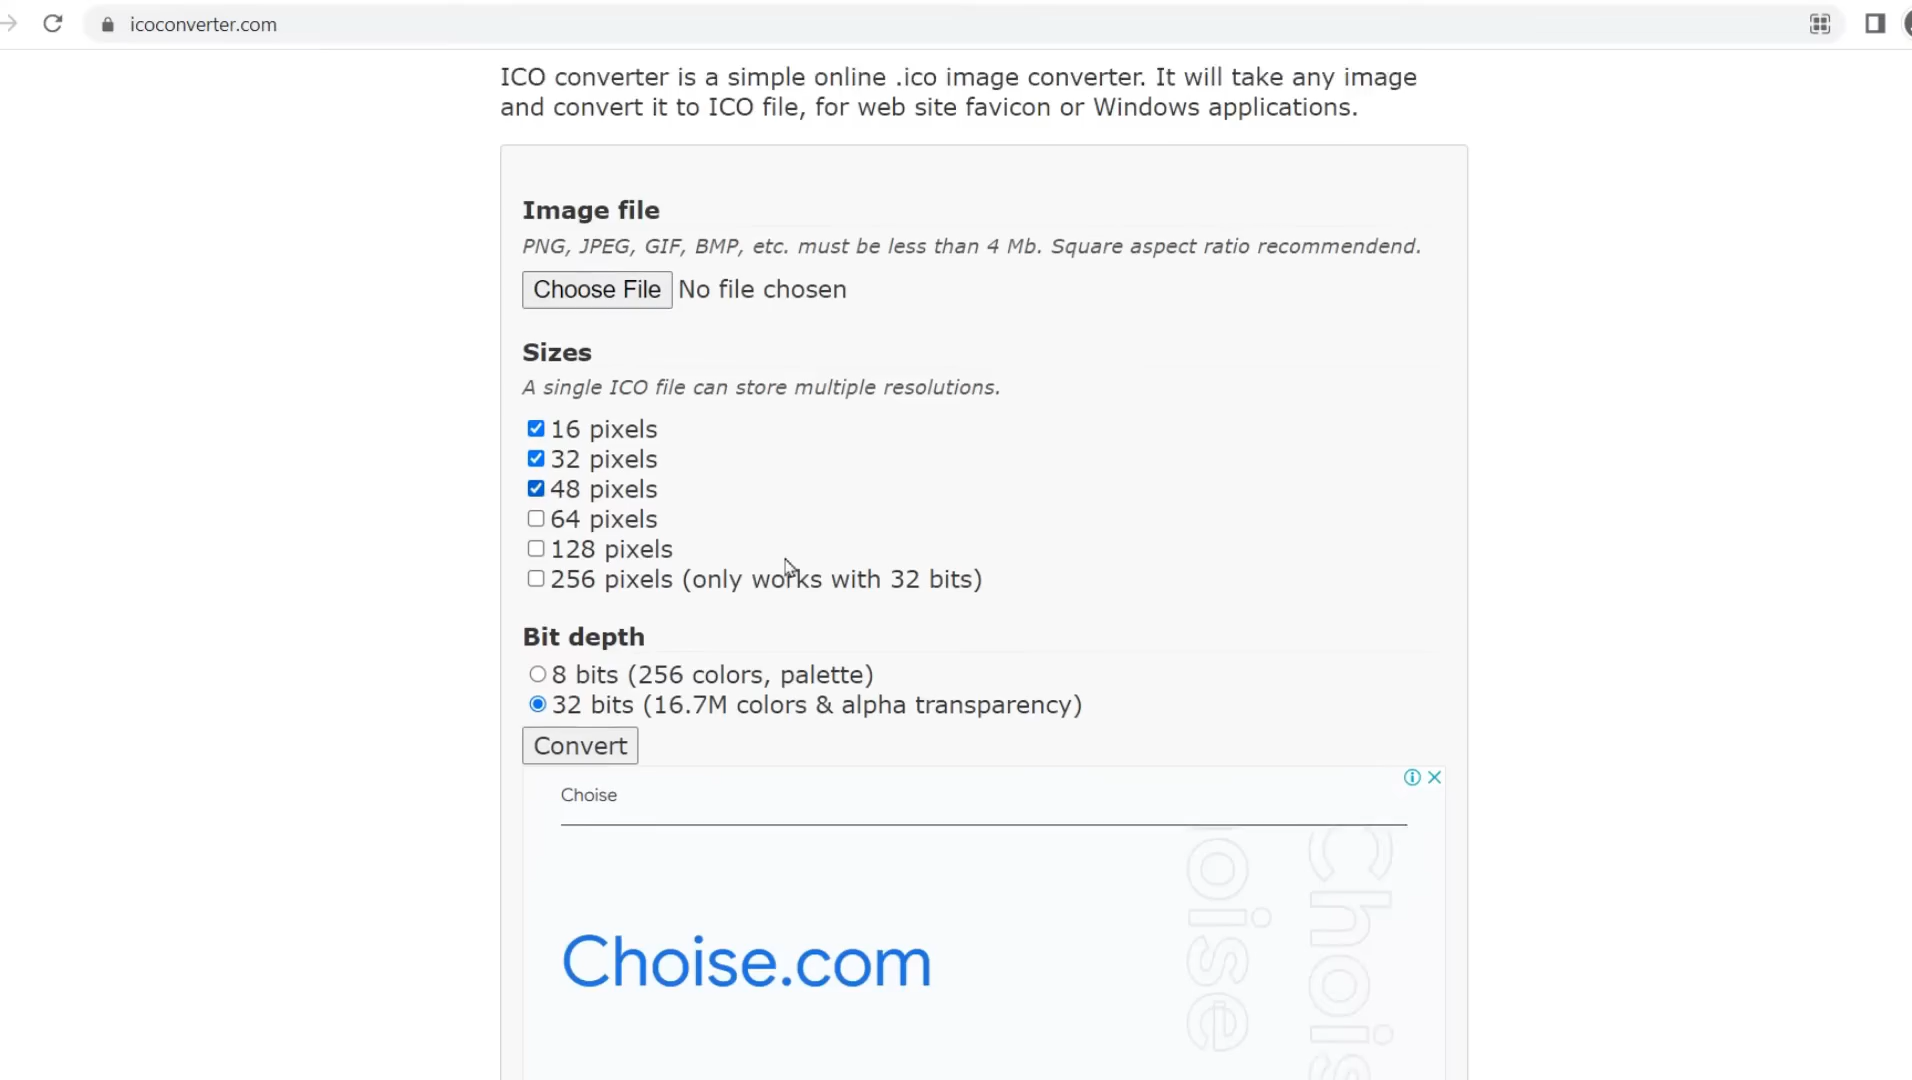 icoconverter.com
ICO converter is a simple online .ico image converter. It will take any image
and convert it to ICO file, for web site favicon or Windows applications.
Image file
PNG, JPEG, GIF, BMP, etc. must be less than 4 Mb. Square aspect ratio recommendend.
Choose File No file chosen
Sizes
A single ICO file can store multiple resolutions.
16 pixels
32 pixels
48 pixels
64 pixels
128 pixels
256 pixels (only works with 32 bits)
Bit depth
8 bits (256 colors, palette)
32 bits (16.7M colors & alpha transparency)
Convert
Choise
Choise.com
oise
Chois